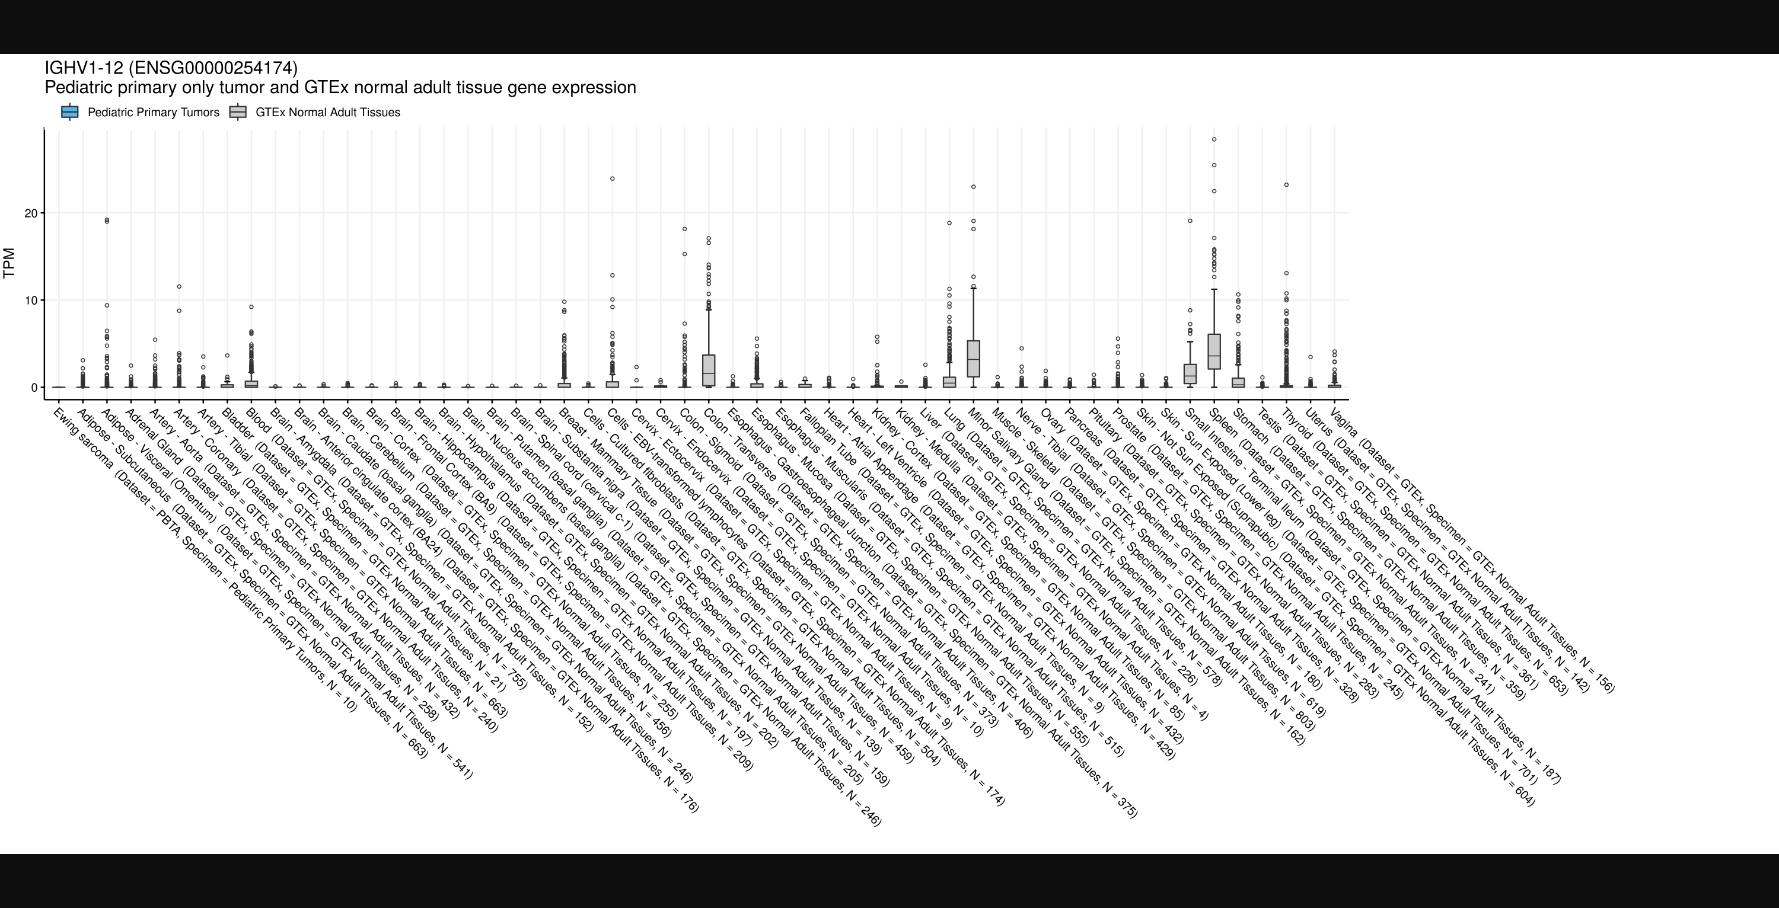 IGHV1-12 (ENSG00000254174)
Pediatric primary only tumor and GTEx normal adult tissue gene expression
Pediatric Primary Tumors
GTEx Normal Adult Tissues
TPM
20
10
0
Ewing sarcoma (Dataset = PBTA, Specimen = Pediatric Primary Tumors, N = 10)
Adipose - Subcutaneous (Dataset = GTEx, Specimen = GTEx Normal Adult Tissues, N = 663)
Adipose - Visceral (Omentum) (Dataset = GTEx, Specimen = GTEx Normal Adult Tissues, N = 541)
Adrenal Gland (Dataset = GTEx, Specimen = GTEx Normal Adult Tissues, N = 258)
Artery - Aorta (Dataset = GTEx, Specimen = GTEx Normal Adult Tissues, N = 432)
Artery - Coronary (Dataset = GTEx, Specimen = GTEx Normal Adult Tissues, N = 240)
Artery - Tibial (Dataset = GTEx, Specimen = GTEx Normal Adult Tissues, N = 663)
Bladder (Dataset = GTEx, Specimen = GTEx Normal Adult Tissues, N = 21)
Blood (Dataset = GTEx, Specimen = GTEx Normal Adult Tissues, N = 755)
Brain - Amygdala (Dataset = GTEx, Specimen = GTEx Normal Adult Tissues, N = 152)
Brain - Anterior cingulate cortex (BA24) (Dataset = GTEx, Specimen = GTEx Normal Adult Tissues, N = 176)
Brain - Caudate (basal ganglia) (Dataset = GTEx, Specimen = GTEx Normal Adult Tissues, N = 246)
Brain - Cerebellum (Dataset = GTEx, Specimen = GTEx Normal Adult Tissues, N = 456)
Brain - Cortex (Dataset = GTEx, Specimen = GTEx Normal Adult Tissues, N = 255)
Brain - Frontal Cortex (BA9) (Dataset = GTEx, Specimen = GTEx Normal Adult Tissues, N = 209)
Brain - Hippocampus (Dataset = GTEx, Specimen = GTEx Normal Adult Tissues, N = 197)
Brain - Hypothalamus (Dataset = GTEx, Specimen = GTEx Normal Adult Tissues, N = 202)
Brain - Nucleus accumbens (basal ganglia) (Dataset = GTEx, Specimen = GTEx Normal Adult Tissues, N = 246)
Brain - Putamen (basal ganglia) (Dataset = GTEx, Specimen = GTEx Normal Adult Tissues, N = 205)
Brain - Spinal cord (cervical c-1) (Dataset = GTEx, Specimen = GTEx Normal Adult Tissues, N = 159)
Brain - Substantia nigra (Dataset = GTEx, Specimen = GTEx Normal Adult Tissues, N = 139)
Breast - Mammary Tissue (Dataset = GTEx, Specimen = GTEx Normal Adult Tissues, N = 459)
Cells - Cultured fibroblasts (Dataset = GTEx, Specimen = GTEx Normal Adult Tissues, N = 504)
Cells - EBV-transformed lymphocytes (Dataset = GTEx, Specimen = GTEx Normal Adult Tissues, N = 174)
Cervix - Ectocervix (Dataset = GTEx, Specimen = GTEx Normal Adult Tissues, N = 9)
Cervix - Endocervix (Dataset = GTEx, Specimen = GTEx Normal Adult Tissues, N = 10)
Colon - Sigmoid (Dataset = GTEx, Specimen = GTEx Normal Adult Tissues, N = 373)
Colon - Transverse (Dataset = GTEx, Specimen = GTEx Normal Adult Tissues, N = 406)
Esophagus - Gastroesophageal Junction (Dataset = GTEx, Specimen = GTEx Normal Adult Tissues, N = 375)
Esophagus - Mucosa (Dataset = GTEx, Specimen = GTEx Normal Adult Tissues, N = 555)
Esophagus - Muscularis (Dataset = GTEx, Specimen = GTEx Normal Adult Tissues, N = 515)
Fallopian Tube (Dataset = GTEx, Specimen = GTEx Normal Adult Tissues, N = 9)
Heart - Atrial Appendage (Dataset = GTEx, Specimen = GTEx Normal Adult Tissues, N = 429)
Heart - Left Ventricle (Dataset = GTEx, Specimen = GTEx Normal Adult Tissues, N = 432)
Kidney - Cortex (Dataset = GTEx, Specimen = GTEx Normal Adult Tissues, N = 85)
Kidney - Medulla (Dataset = GTEx, Specimen = GTEx Normal Adult Tissues, N = 4)
Liver (Dataset = GTEx, Specimen = GTEx Normal Adult Tissues, N = 226)
Lung (Dataset = GTEx, Specimen = GTEx Normal Adult Tissues, N = 578)
Minor Salivary Gland (Dataset = GTEx, Specimen = GTEx Normal Adult Tissues, N = 162)
Muscle - Skeletal (Dataset = GTEx, Specimen = GTEx Normal Adult Tissues, N = 803)
Nerve - Tibial (Dataset = GTEx, Specimen = GTEx Normal Adult Tissues, N = 619)
Ovary (Dataset = GTEx, Specimen = GTEx Normal Adult Tissues, N = 180)
Pancreas (Dataset = GTEx, Specimen = GTEx Normal Adult Tissues, N = 328)
Pituitary (Dataset = GTEx, Specimen = GTEx Normal Adult Tissues, N = 283)
Prostate (Dataset = GTEx, Specimen = GTEx Normal Adult Tissues, N = 245)
Skin - Not Sun Exposed (Suprapubic) (Dataset = GTEx, Specimen = GTEx Normal Adult Tissues, N = 604)
Skin - Sun Exposed (Lower leg) (Dataset = GTEx, Specimen = GTEx Normal Adult Tissues, N = 701)
Small Intestine - Terminal Ileum (Dataset = GTEx, Specimen = GTEx Normal Adult Tissues, N = 187)
Spleen (Dataset = GTEx, Specimen = GTEx Normal Adult Tissues, N = 241)
Stomach (Dataset = GTEx, Specimen = GTEx Normal Adult Tissues, N = 359)
Testis (Dataset = GTEx, Specimen = GTEx Normal Adult Tissues, N = 361)
Thyroid (Dataset = GTEx, Specimen = GTEx Normal Adult Tissues, N = 653)
Uterus (Dataset = GTEx, Specimen = GTEx Normal Adult Tissues, N = 142)
Vagina (Dataset = GTEx, Specimen = GTEx Normal Adult Tissues, N = 156)